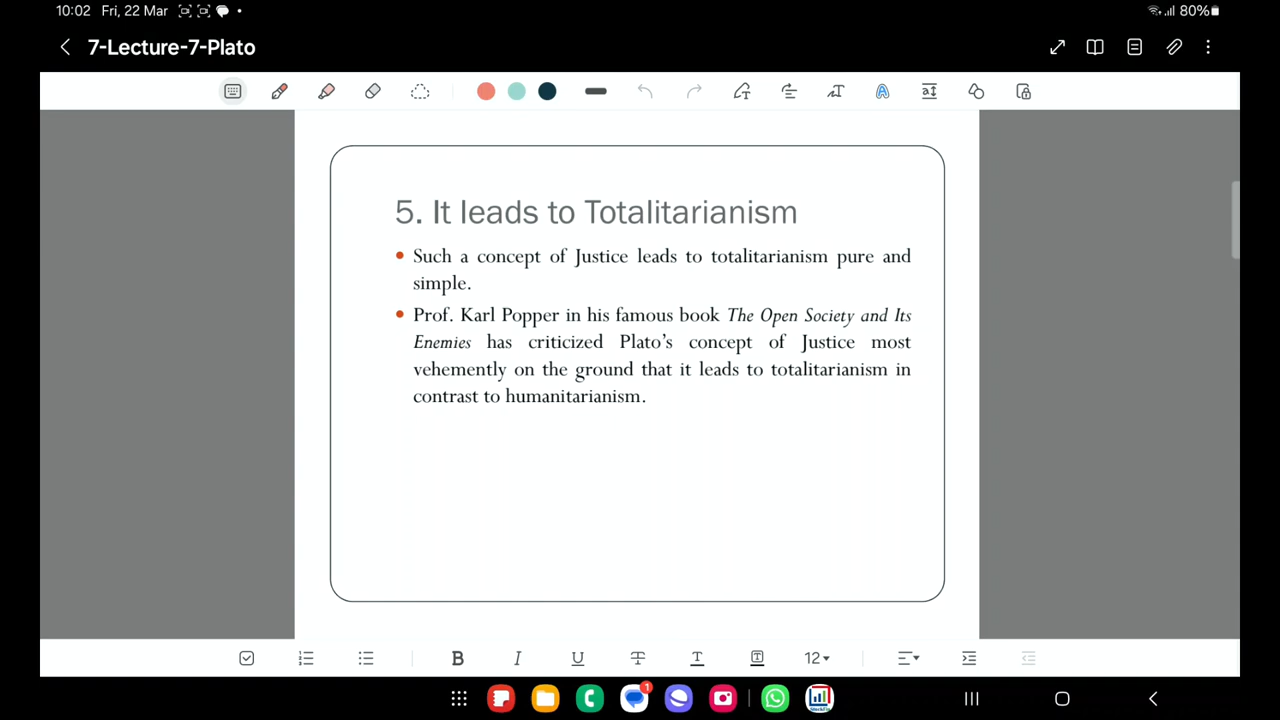 10:02 Fri, 22 Mar
80%
7-Lecture-7-Plato
5. It leads to Totalitarianism
• Such a concept of Justice leads to totalitarianism pure and
simple.
• Prof. Karl Popper in his famous book The Open Society and Its
Enemies has criticized Plato's concept of Justice most
vehemently on the ground that it leads to totalitarianism in
contrast to humanitarianism.
B I U T T T 12
1